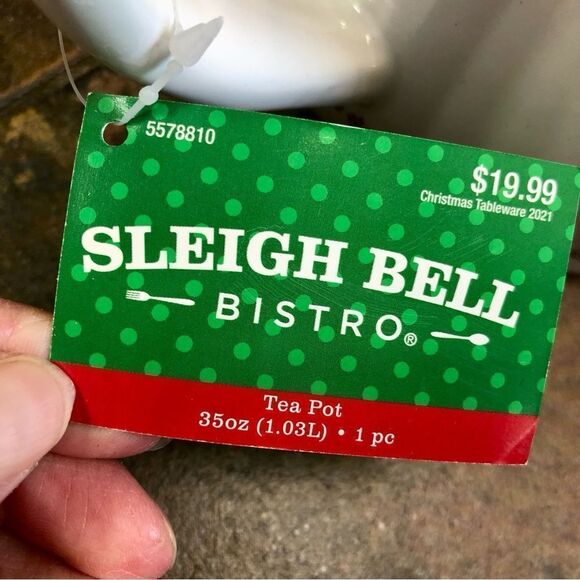 5578810
$19.99
Christmas Tableware 2021
SLEIGH BELL
BISTRO®
Tea Pot
35oz (1.03L) • 1 pc